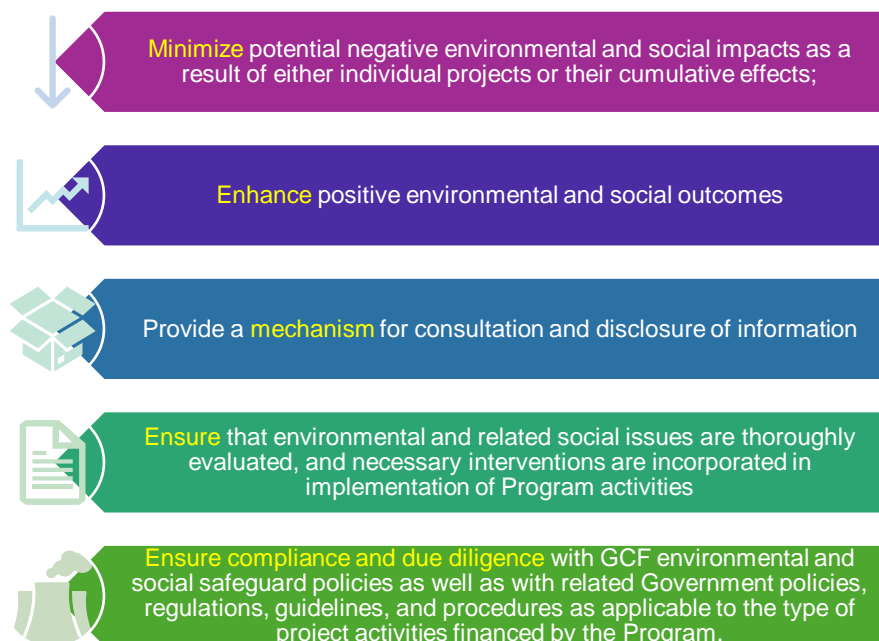 Minimize potential negative environmental and social impacts as a
result of either individual projects or their cumulative effects;
Enhance positive environmental and social outcomes
Provide a mechanism for consultation and disclosure of information
Ensure that environmental and related social issues are thoroughly
evaluated, and necessary interventions are incorporated in
implementation of Program activities
Ensure compliance and due diligence with GCF environmental and
social safeguard policies as well as with related Government policies,
regulations, guidelines, and procedures as applicable to the type of
project activities financed by the Program.